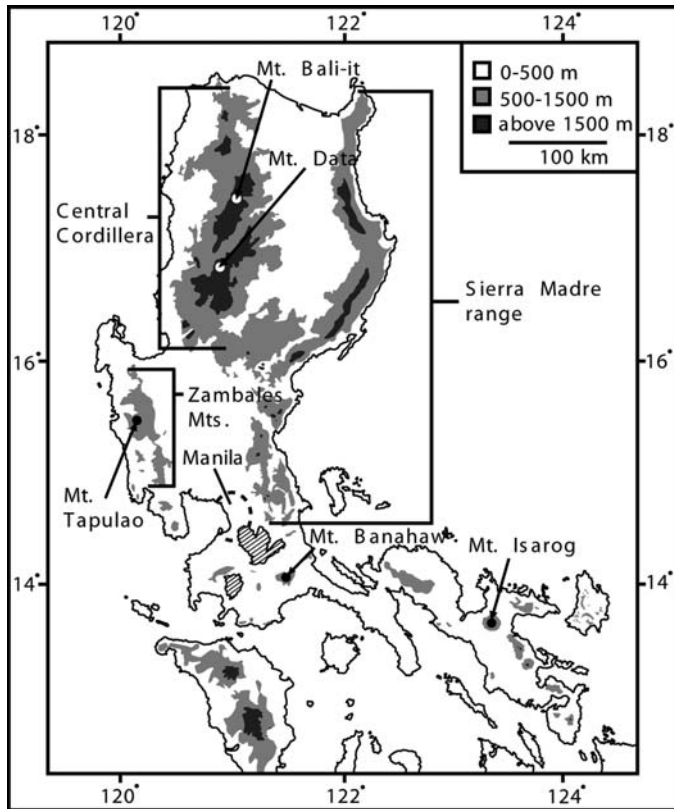 120°
122°
124°
Mt. Bali-it
0-500 m
500-1500 m
above 1500 m
100 km
18°
18°
Mt. Data
Central
Cordillera
Sierra Madre
range
16°
16°
Zambales
Mts.
Manila
Mt.
Tapulao
Mt. Banahaw
Mt. Isarog
14°
14°
120°
122°
124°